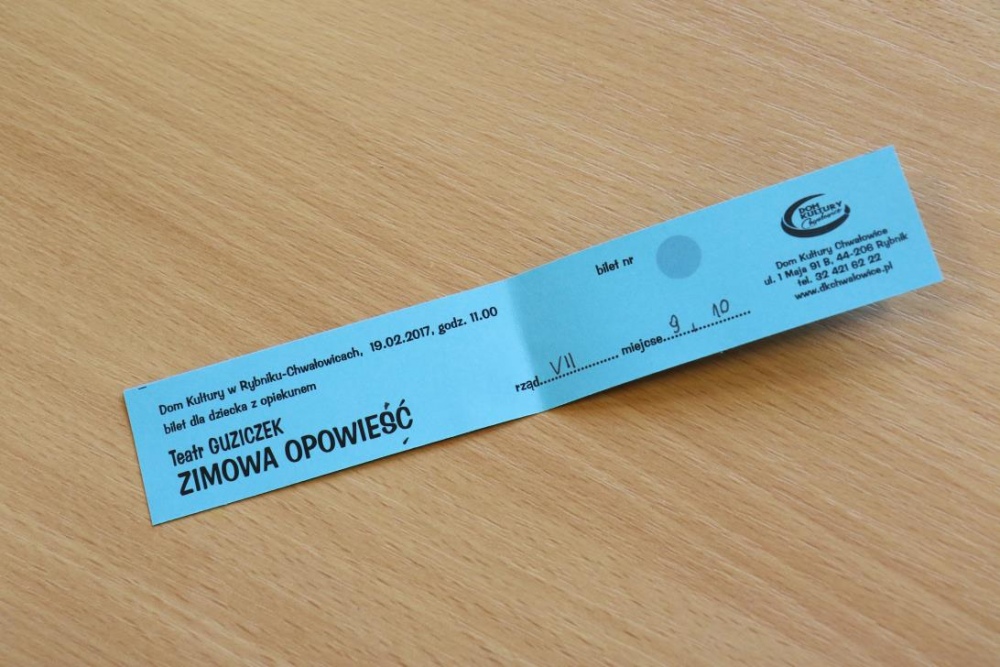 Dom Kultury w Rybniku-Chwałowicach, 19.02.2017, godz. 11.00
bilet dla dziecka z opiekunem
Teatr GUZICZEK
ZIMOWA OPOWIEŚĆ
bilet nr
rząd VII miejsce 9 i 10
DOM
KULTURY
Chwałowice
Dom Kultury Chwałowice
ul. 1 Maja 91 B, 44-206 Rybnik
tel. 32 421 62 22
www.dkchwalowice.pl